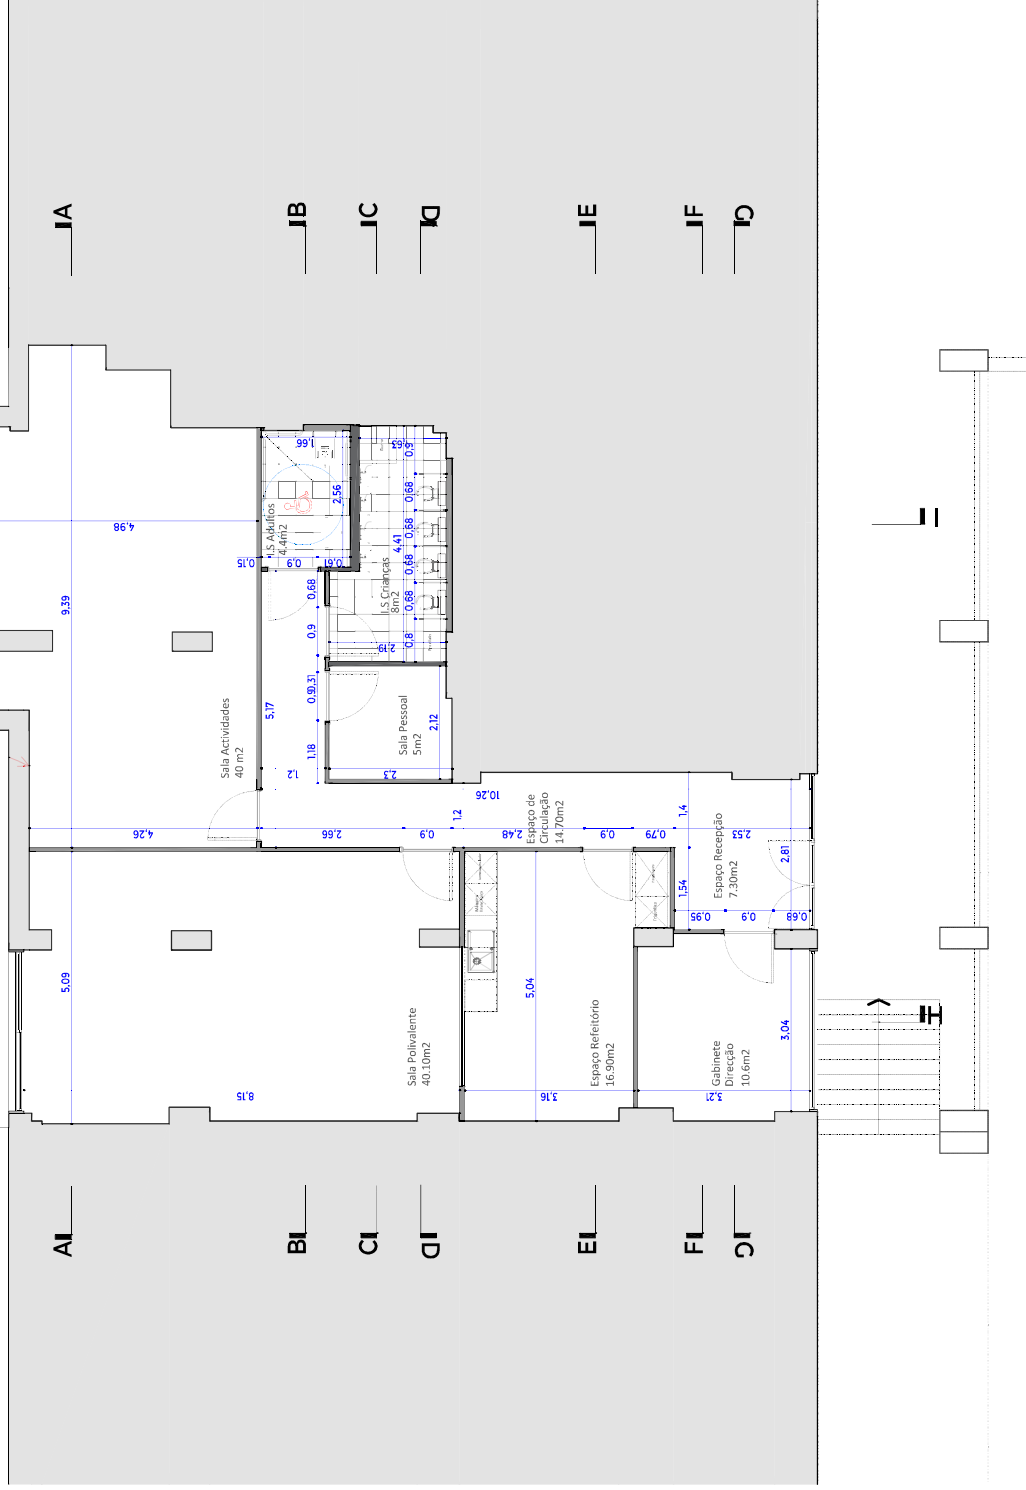 A
B
C
D
E
F
G
I
H
1,66
1,63
0,9
2,56
0,68
0,68
0,68
0,68
4,41
0,8
I.S Adultos
4.4m2
I.S Crianças
8m2
4,98
0,15
0,9
0,61
9,39
0,68
0,9
2,19
0,31
0,9
5,17
1,18
1,2
2,3
2,12
Sala Pessoal
5m2
Sala Actividades
40 m2
10,26
1,2
Espaço de
Circulação
14.70m2
1,4
4,26
2,66
0,9
2,48
0,9
0,79
2,53
2,81
Espaço Recepção
7.30m2
1,54
0,95
0,9
0,68
5,09
5,04
3,04
Sala Polivalente
40.10m2
Espaço Refeitório
16.90m2
Gabinete
Direcção
10.6m2
8,15
3,16
3,21
A
B
C
D
E
F
G